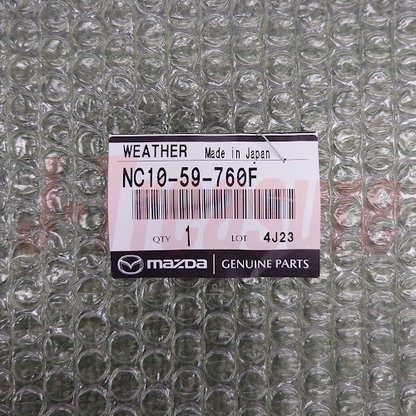 WEATHER Made in Japan
NC10-59-760F
QTY 1 LOT 4J23
mazda GENUINE PARTS